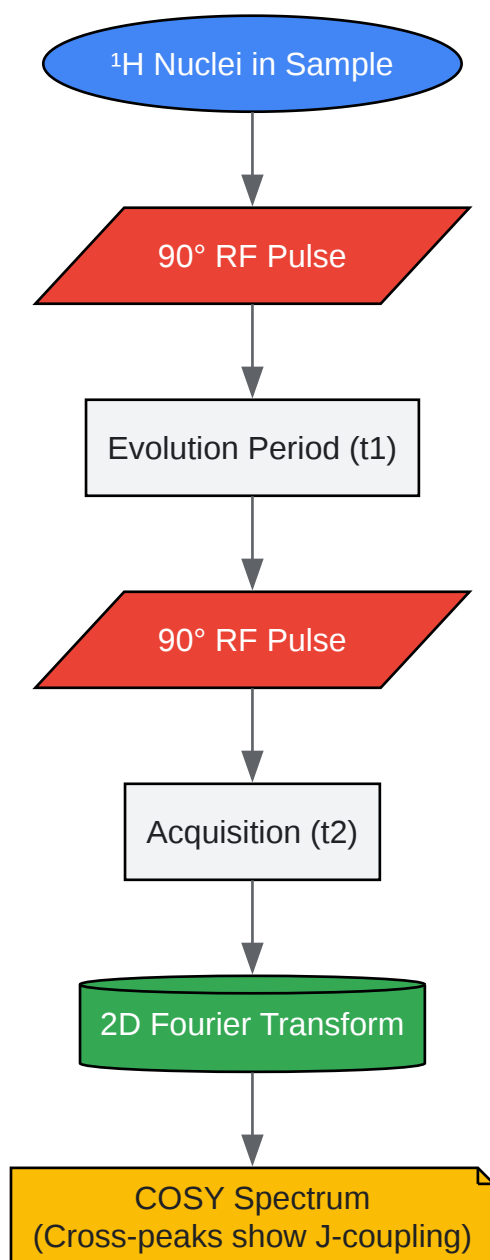 ¹H Nuclei in Sample
90° RF Pulse
Evolution Period (t1)
90° RF Pulse
Acquisition (t2)
2D Fourier Transform
COSY Spectrum
(Cross-peaks show J-coupling)